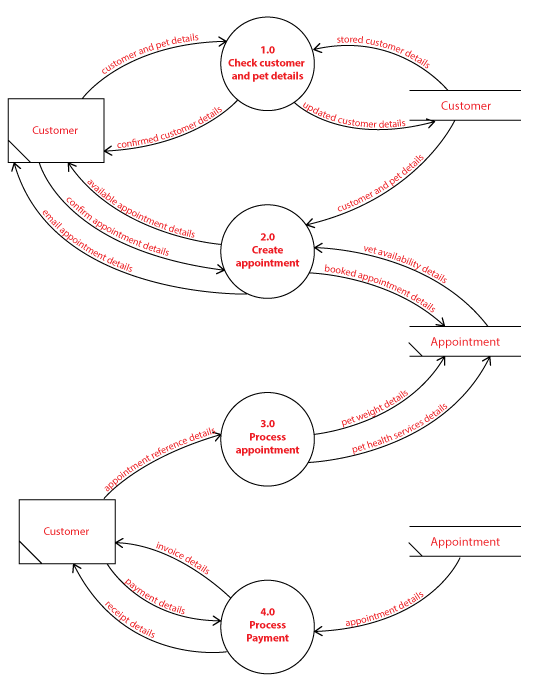 1.0
Check customer
and pet details
customer and pet details
stored customer details
Customer
Customer
confirmed customer details
updated customer details
customer and pet details
available appointment details
confirm appointment details
email appointment details
2.0
Create
appointment
vet availability details
booked appointment details
Appointment
3.0
Process
appointment
pet weight details
pet health services details
appointment reference details
Customer
Appointment
invoice details
payment details
receipt details
4.0
Process
Payment
appointment details